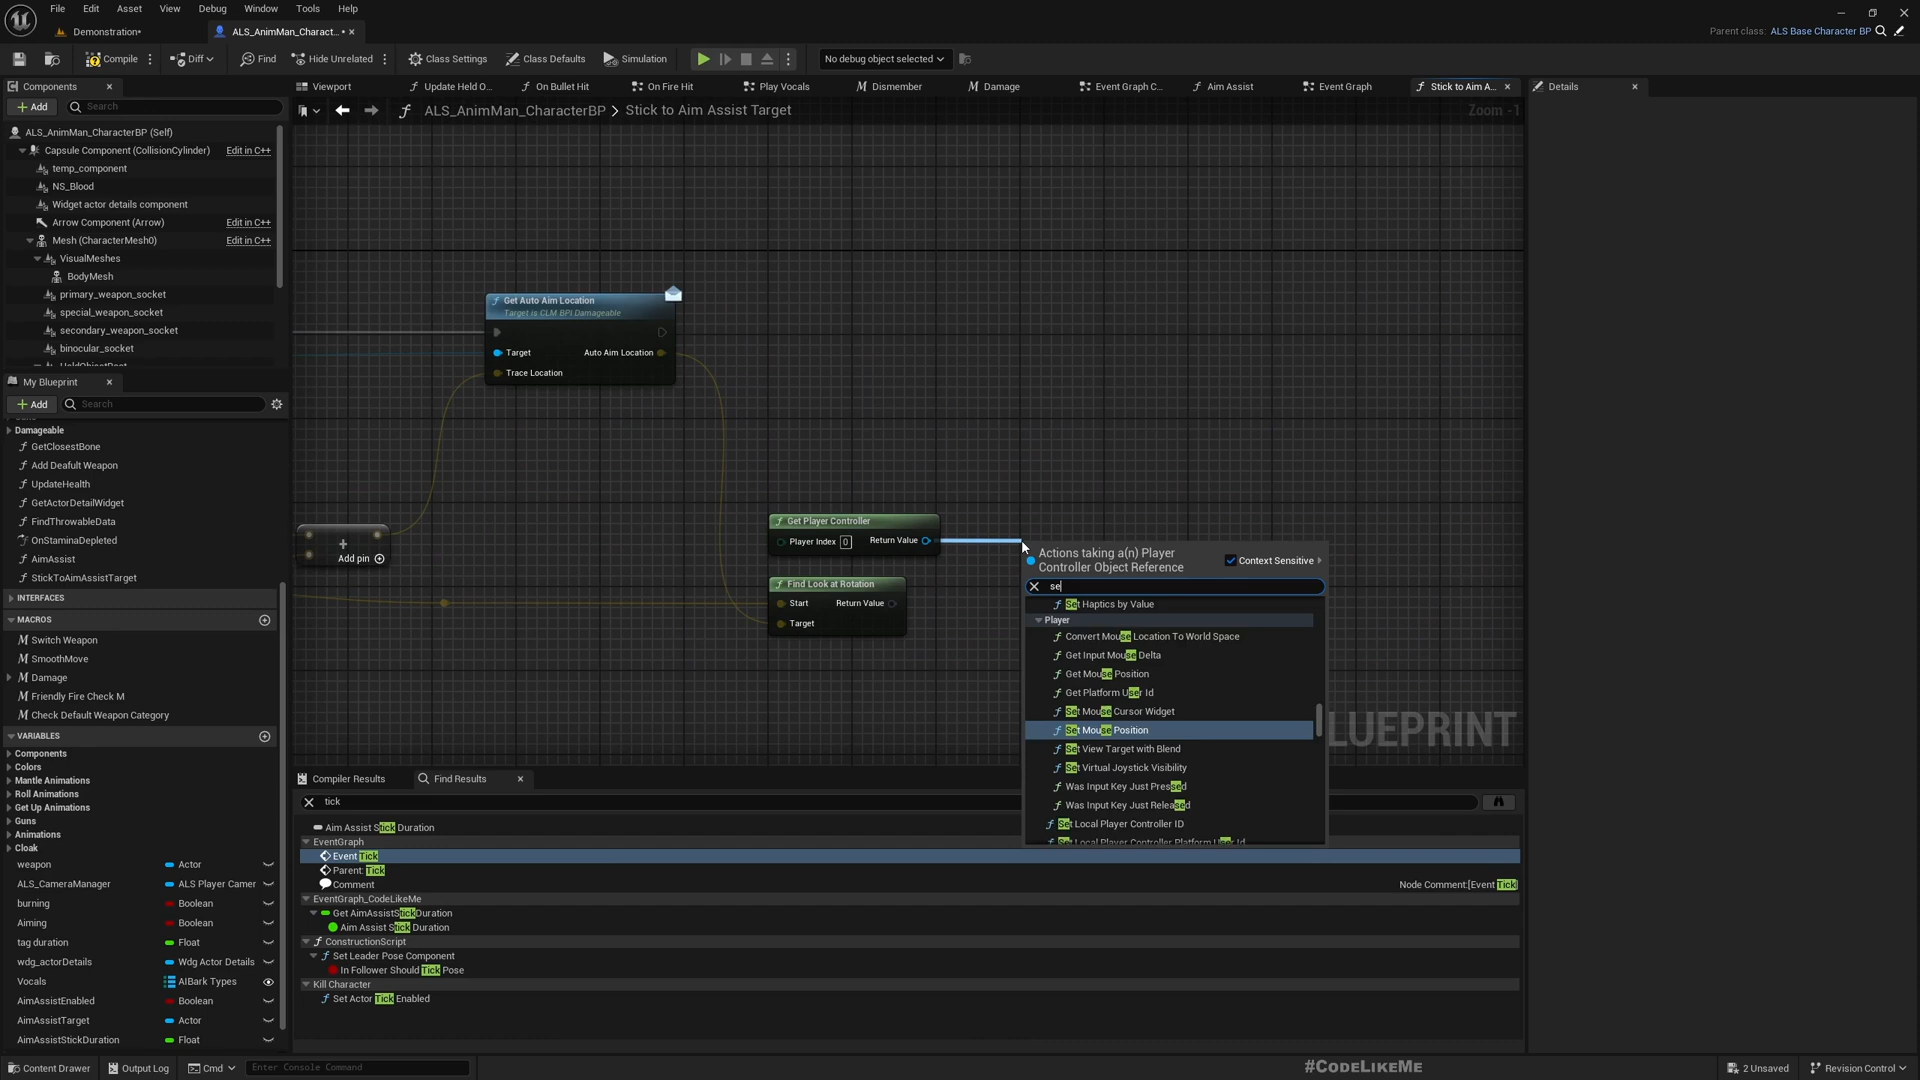 File Edit Asset View Debug Window Tools Help
Demonstration•
ALS_AnimMan_Charact... •
Parent class: ALS Base Character BP
Compile
Diff
Find
Hide Unrelated
Class Settings
Class Defaults
Simulation
No debug object selected
Components
Viewport
Update Held O...
On Bullet Hit
On Fire Hit
Play Vocals
Dismember
Damage
Event Graph C...
Aim Assist
Event Graph
Stick to Aim A...
Details
Add
Search
ALS_AnimMan_CharacterBP > Stick to Aim Assist Target
Zoom -1
ALS_AnimMan_CharacterBP (Self)
Capsule Component (CollisionCylinder) Edit in C++
temp_component
NS_Blood
Widget actor details component
Arrow Component (Arrow) Edit in C++
Mesh (CharacterMesh0) Edit in C++
VisualMeshes
BodyMesh
primary_weapon_socket
special_weapon_socket
secondary_weapon_socket
binocular_socket
HeldObjectRoot
My Blueprint
Add
Search
Damageable
GetClosestBone
Add Deafult Weapon
UpdateHealth
GetActorDetailWidget
FindThrowableData
OnStaminaDepleted
AimAssist
StickToAimAssistTarget
INTERFACES
MACROS
Switch Weapon
SmoothMove
Damage
Friendly Fire Check M
Check Default Weapon Category
VARIABLES
Components
Colors
Mantle Animations
Roll Animations
Get Up Animations
Guns
Animations
Cloak
weapon Actor
ALS_CameraManager ALS Player Camer
burning Boolean
Aiming Boolean
tag duration Float
wdg_actorDetails Wdg Actor Details
Vocals AIBark Types
AimAssistEnabled Boolean
AimAssistTarget Actor
AimAssistStickDuration Float
Get Auto Aim Location
Target is CLM BPI Damageable
Target Auto Aim Location
Trace Location
Add pin
Get Player Controller
Player Index 0 Return Value
Find Look at Rotation
Start Return Value
Target
Actions taking a(n) Player
Controller Object Reference
Context Sensitive
se
Set Haptics by Value
Player
Convert Mouse Location To World Space
Get Input Mouse Delta
Get Mouse Position
Get Platform User Id
Set Mouse Cursor Widget
Set Mouse Position
Set View Target with Blend
Set Virtual Joystick Visibility
Was Input Key Just Pressed
Was Input Key Just Released
Set Local Player Controller ID
Set Local Player Controller Platform User Id
LUEPRINT
Compiler Results
Find Results
tick
Aim Assist Stick Duration
EventGraph
Event Tick
Parent: Tick
Comment Node Comment:[Event Tick]
EventGraph_CodeLikeMe
Get AimAssistStickDuration
Aim Assist Stick Duration
ConstructionScript
Set Leader Pose Component
In Follower Should Tick Pose
Kill Character
Set Actor Tick Enabled
Content Drawer
Output Log
Cmd
Enter Console Command
#CODELIKEME
2 Unsaved
Revision Control